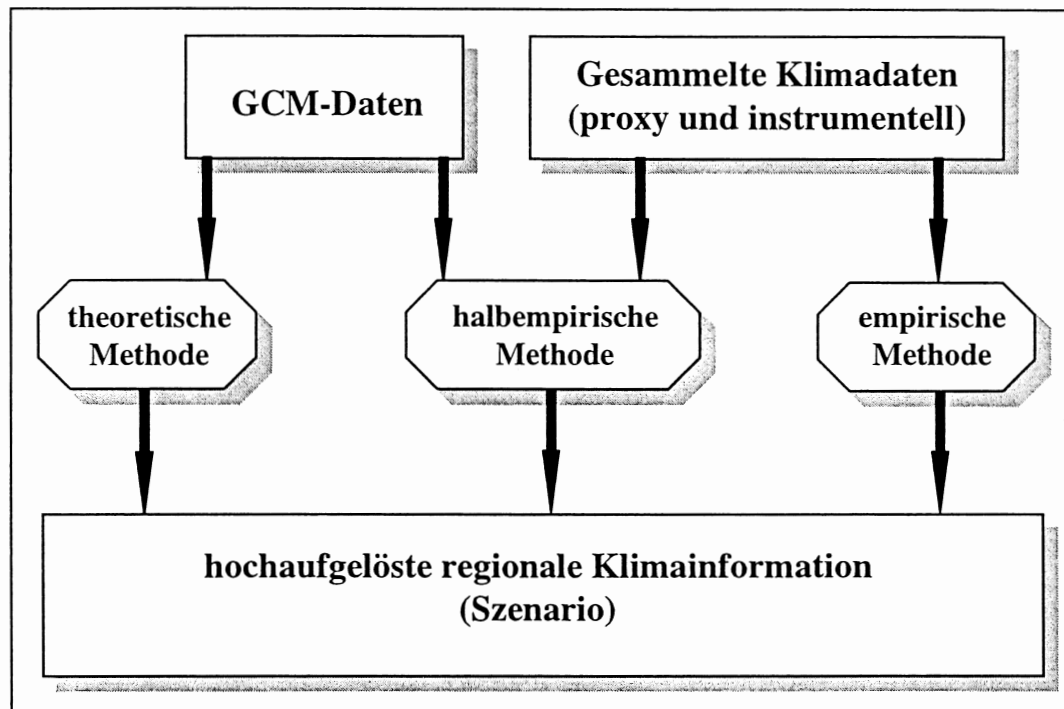 GCM-Daten
Gesammelte Klimadaten
(proxy und instrumentell)
theoretische
Methode
halbempirische
Methode
empirische
Methode
hochaufgelöste regionale Klimainformation
(Szenario)